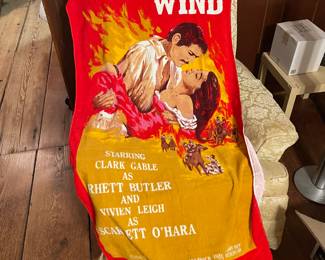 WIND
STARRING
CLARK GABLE
AS
RHETT BUTLER
AND
VIVIEN LEIGH
AS
SCARLETT O'HARA